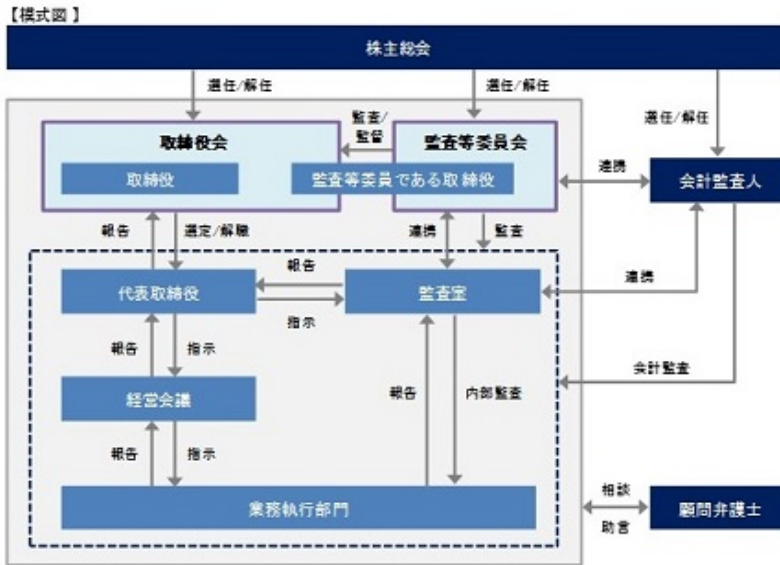 【模式図】
株主総会
選任/解任
選任/解任
選任/解任
取締役会
監査/
監督
監査等委員会
取締役
監査等委員である取締役
連携
会計監査人
報告
選定/解職
連携
監査
代表取締役
報告
指示
監査室
連携
報告
指示
会計監査
経営会議
報告
内部監査
報告
指示
業務執行部門
相談
助言
顧問弁護士